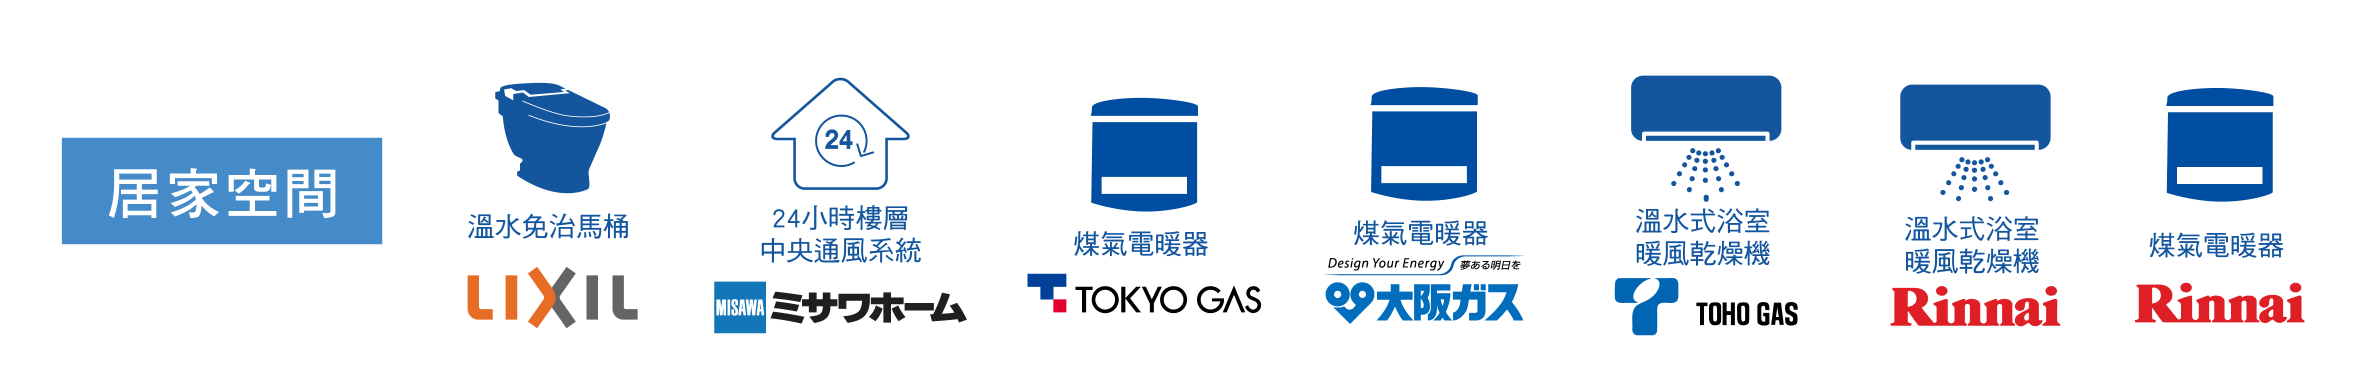 居家空間
溫水免治馬桶
LIXIL
24
24小時樓層
中央通風系統
MISAWA ミサワホーム
煤氣電暖器
TOKYO GAS
煤氣電暖器
Design Your Energy 夢ある明日を
大阪ガス
溫水式浴室
暖風乾燥機
TOHO GAS
溫水式浴室
暖風乾燥機
Rinnai
煤氣電暖器
Rinnai